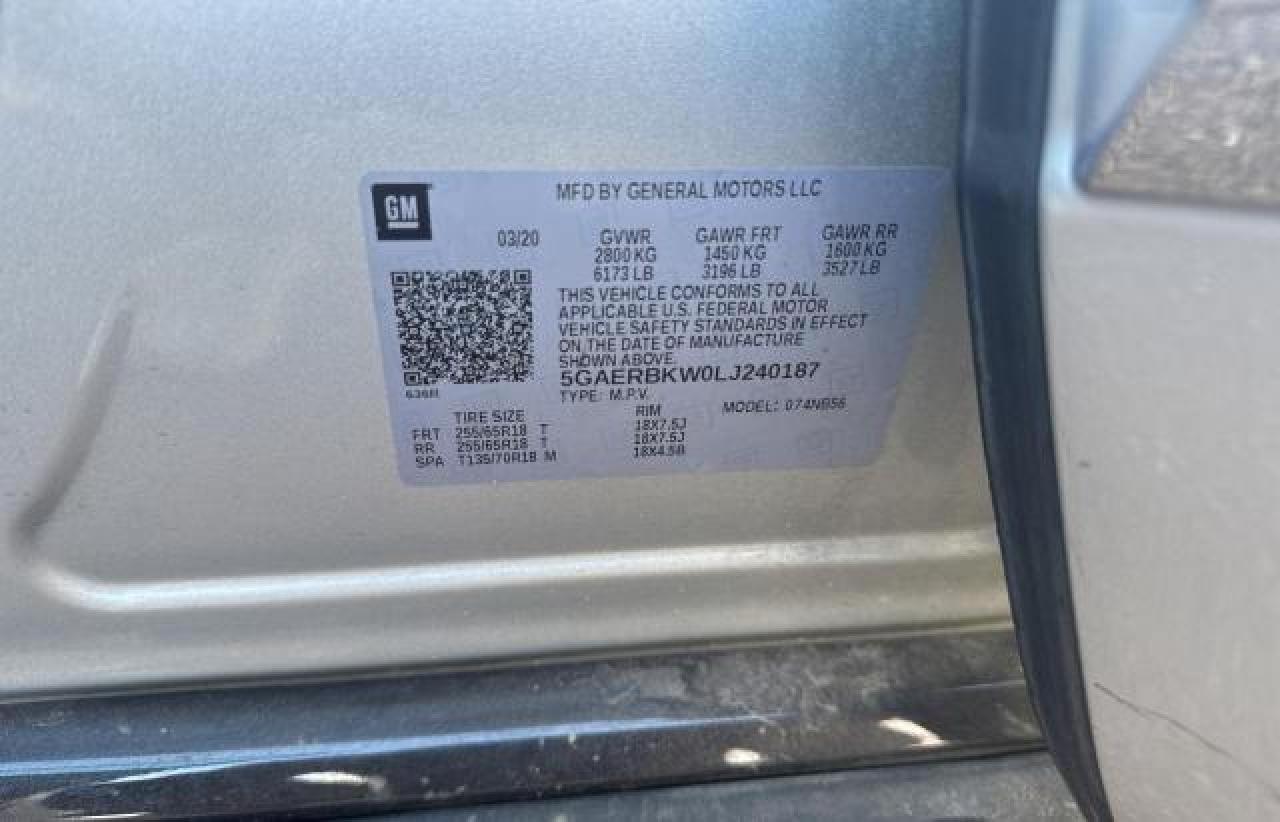 GM
MFD BY GENERAL MOTORS LLC
03/20
GVWR GAWR FRT GAWR RR
2800 KG 1450 KG 1600 KG
6173 LB 3196 LB 3527 LB
THIS VEHICLE CONFORMS TO ALL
APPLICABLE U.S. FEDERAL MOTOR
VEHICLE SAFETY STANDARDS IN EFFECT
ON THE DATE OF MANUFACTURE
SHOWN ABOVE.
5GAERBKW0LJ240187
TYPE: M.P.V. MODEL: 074NB56
TIRE SIZE RIM
FRT 255/65R18 T 18X7.5J
RR 255/65R18 T 18X7.5J
SPA T135/70R18 M 18X4.5B